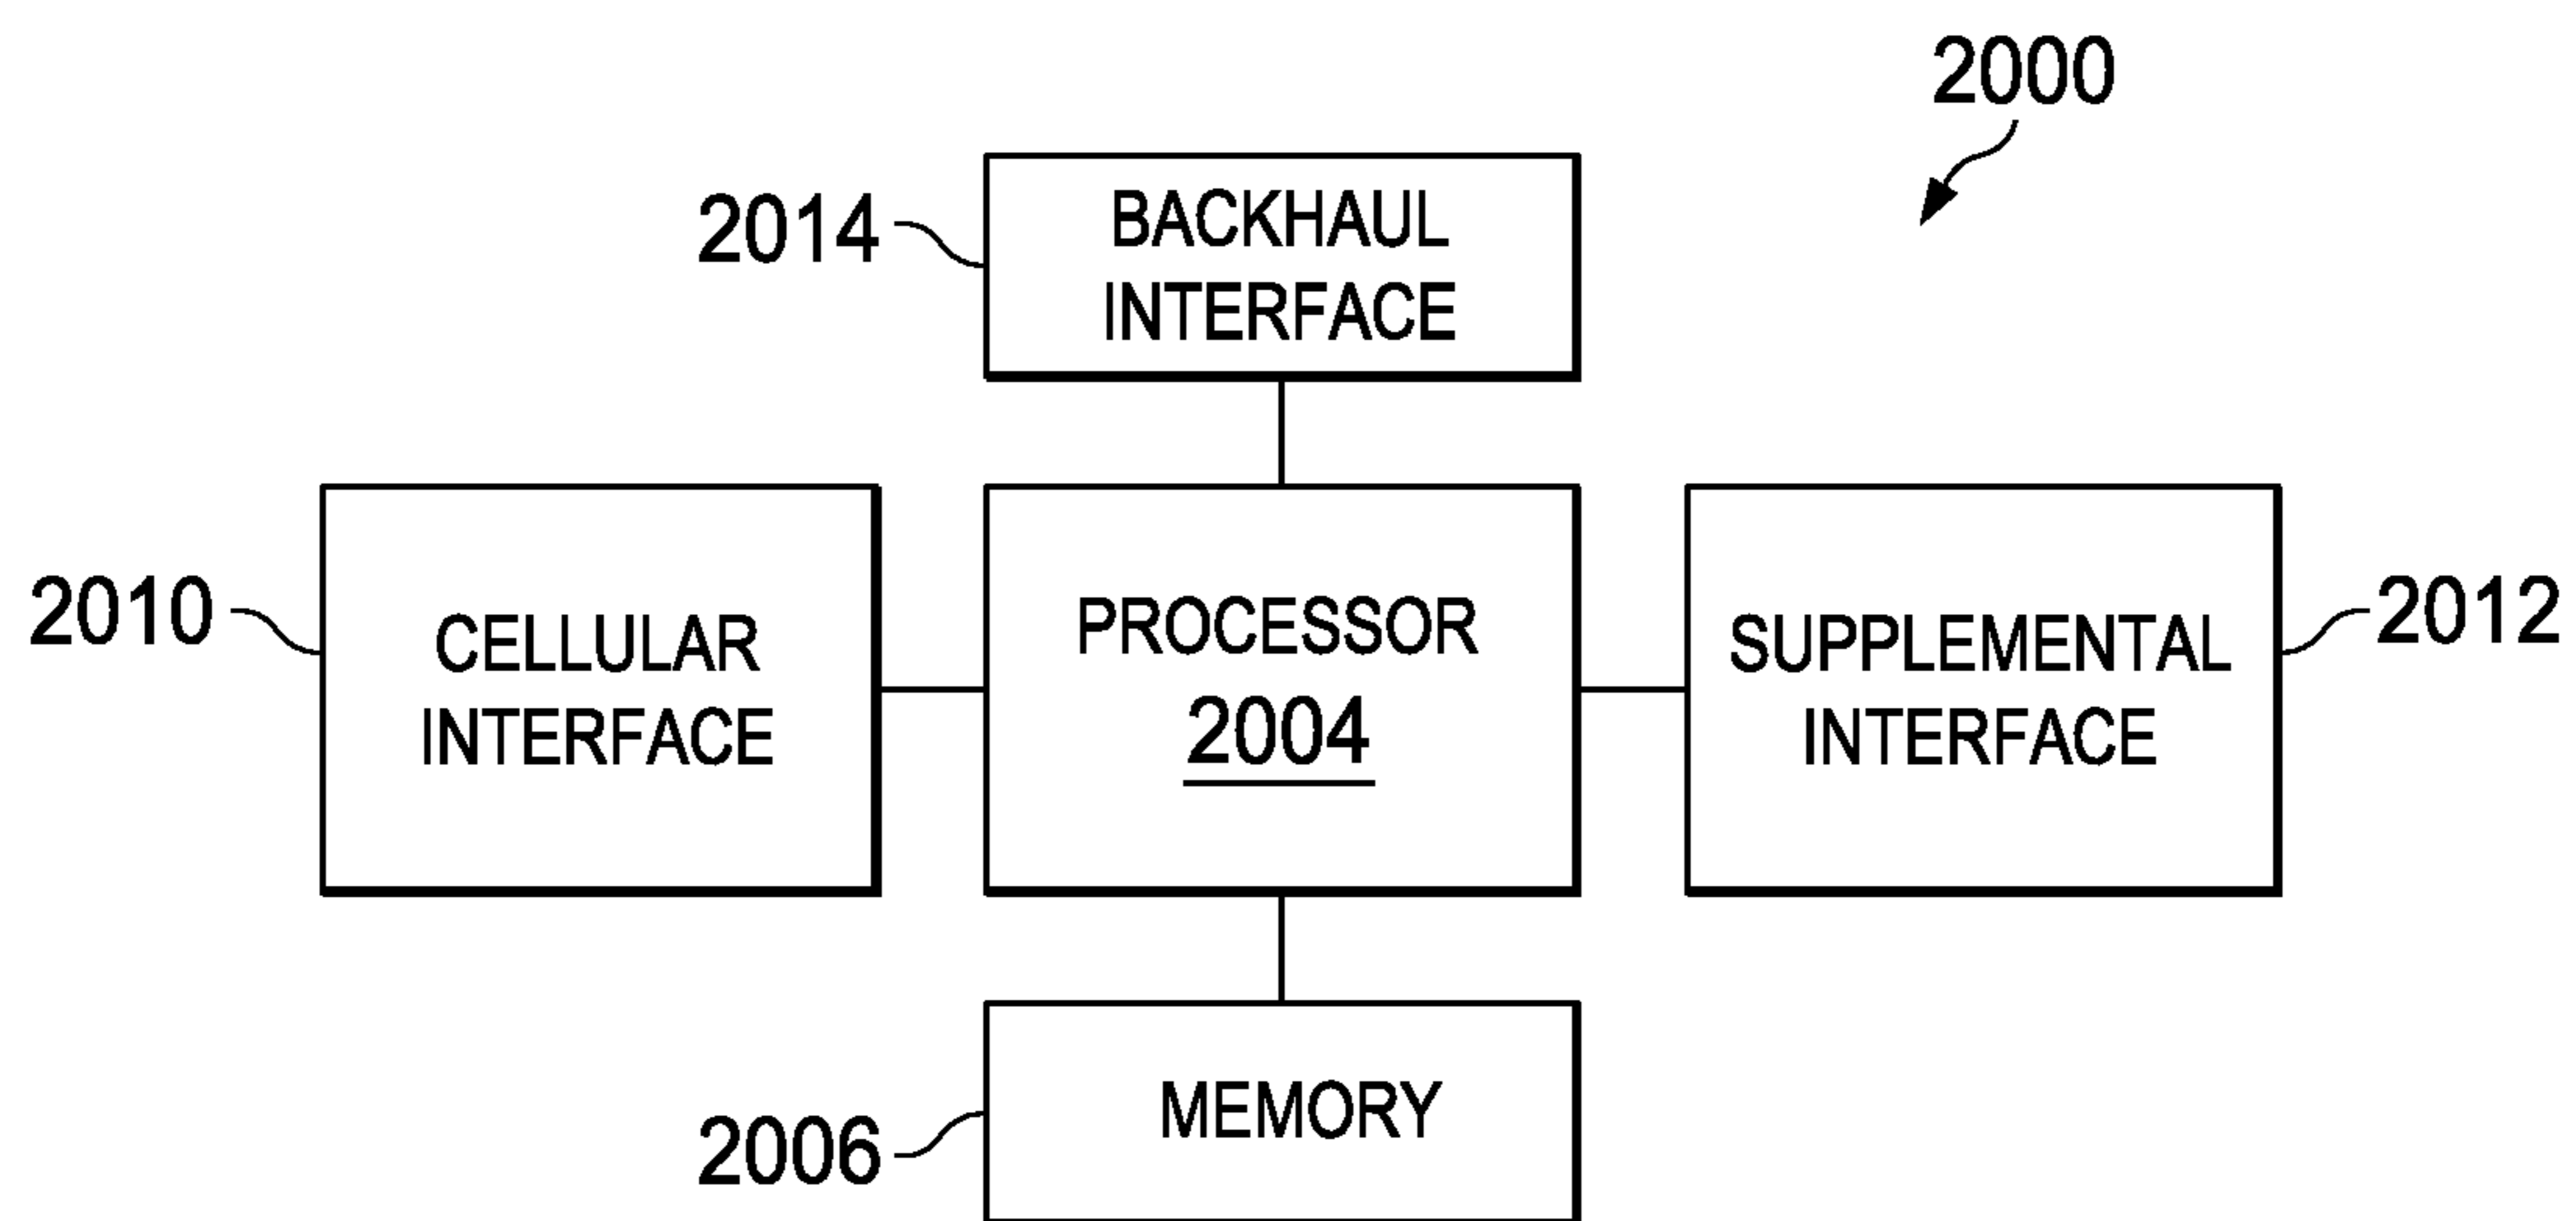 2000
2014
BACKHAUL
INTERFACE
2010
CELLULAR
INTERFACE
PROCESSOR
2004
SUPPLEMENTAL
INTERFACE
2012
MEMORY
2006